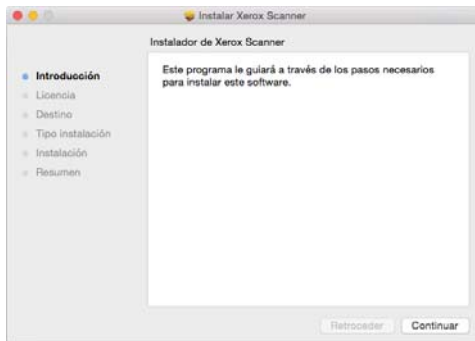 Instalar Xerox Scanner
Instalador de Xerox Scanner
Introducción
Licencia
Destino
Tipo instalación
Instalación
Resumen
Este programa le guiará a través de los pasos necesarios
para instalar este software.
Retroceder
Continuar